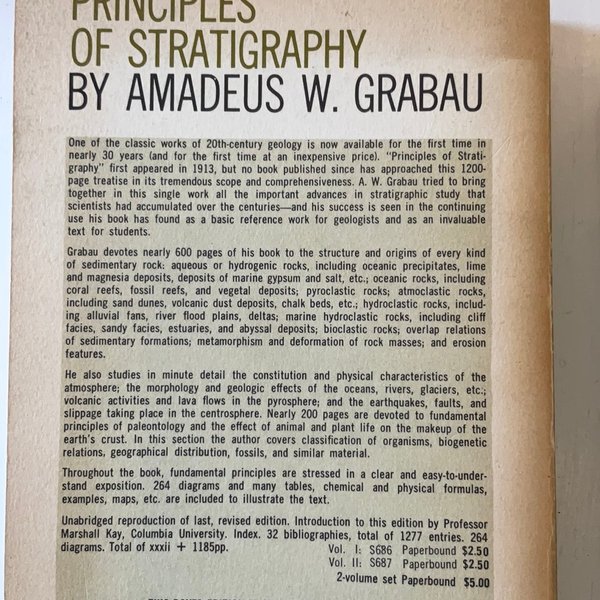 PRINCIPLES
OF STRATIGRAPHY
BY AMADEUS W. GRABAU
One of the classic works of 20th-century geology is now available for the first time in
nearly 30 years (and for the first time at an inexpensive price). "Principles of Strati-
graphy" first appeared in 1913, but no book published since has approached this 1200-
page treatise in its tremendous scope and comprehensiveness. A. W. Grabau tried to bring
together in this single work all the important advances in stratigraphic study that
scientists had accumulated over the centuries—and his success is seen in the continuing
use his book has found as a basic reference work for geologists and as an invaluable
text for students.
Grabau devotes nearly 600 pages of his book to the structure and origins of every kind
of sedimentary rock: aqueous or hydrogenic rocks, including oceanic precipitates, lime
and magnesia deposits, deposits of marine gypsum and salt, etc.; oceanic rocks, including
coral reefs, fossil reefs, and vegetal deposits; pyroclastic rocks; atmoclastic rocks,
including sand dunes, volcanic dust deposits, chalk beds, etc.; hydroclastic rocks, includ-
ing alluvial fans, river flood plains, deltas; marine hydroclastic rocks, including cliff
facies, sandy facies, estuaries, and abyssal deposits; bioclastic rocks; overlap relations
of sedimentary formations; metamorphism and deformation of rock masses; and erosion
features.
He also studies in minute detail the constitution and physical characteristics of the
atmosphere; the morphology and geologic effects of the oceans, rivers, glaciers, etc.;
volcanic activities and lava flows in the pyrosphere; and the earthquakes, faults, and
slippage taking place in the centrosphere. Nearly 200 pages are devoted to fundamental
principles of paleontology and the effect of animal and plant life on the makeup of the
earth's crust. In this section the author covers classification of organisms, biogenetic
relations, geographical distribution, fossils, and similar material.
Throughout the book, fundamental principles are stressed in a clear and easy-to-under-
stand exposition. 264 diagrams and many tables, chemical and physical formulas,
examples, maps, etc. are included to illustrate the text.
Unabridged reproduction of last, revised edition. Introduction to this edition by Professor
Marshall Kay, Columbia University. Index. 32 bibliographies, total of 1277 entries. 264
diagrams. Total of xxxii + 1185pp.
Vol. I: S686 Paperbound $2.50
Vol. II: S687 Paperbound $2.50
2-volume set Paperbound $5.00